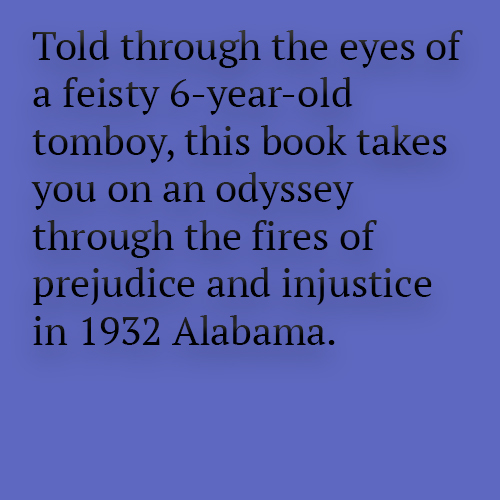 Told through the eyes of
a feisty 6-year-old
tomboy, this book takes
you on an odyssey
through the fires of
prejudice and injustice
in 1932 Alabama.